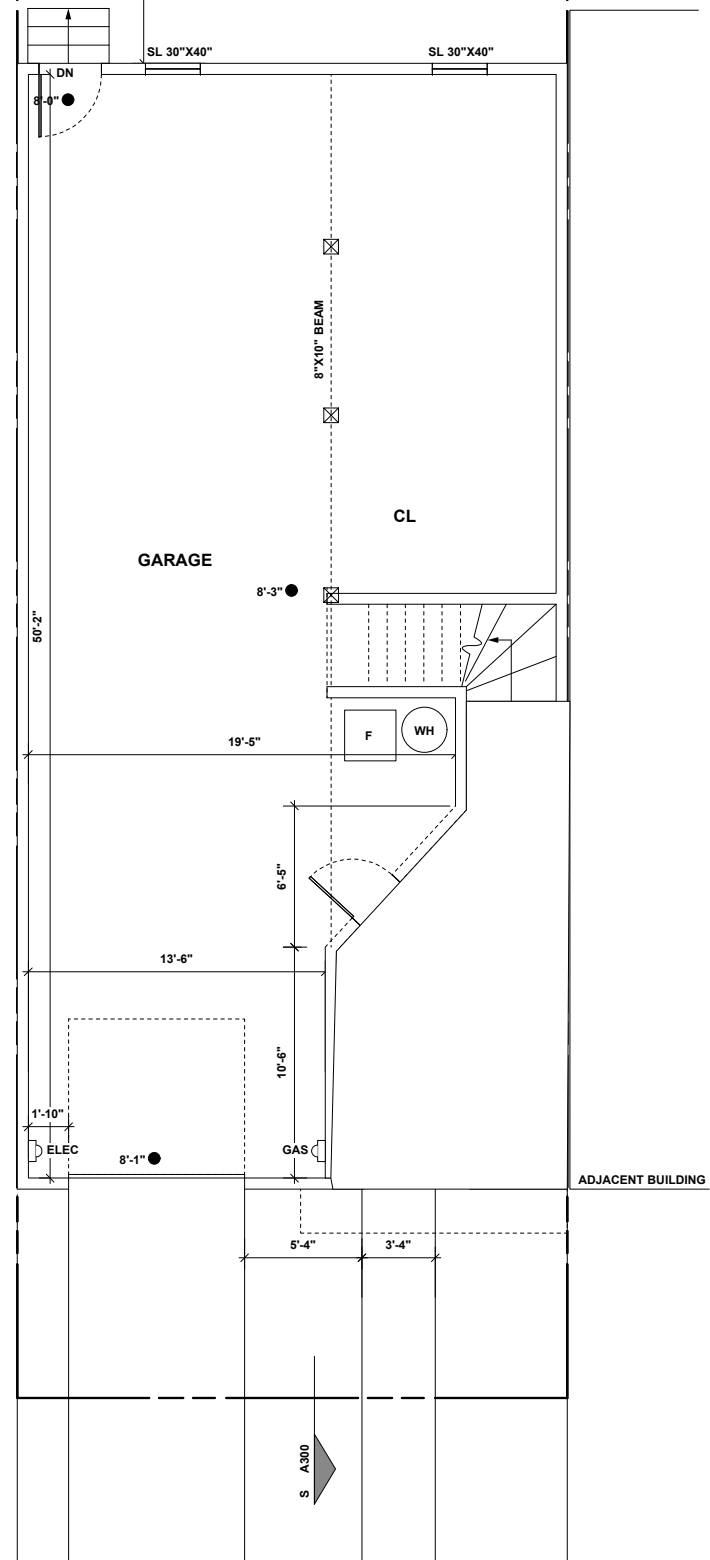 SL 30"X40"
SL 30"X40"
DN
8'-0"
8"X10" BEAM
CL
GARAGE
8'-3"
50'-2"
F
WH
19'-5"
6'-5"
13'-6"
10'-6"
1'-10"
ELEC
GAS
8'-1"
ADJACENT BUILDING
5'-4"
3'-4"
A300
S